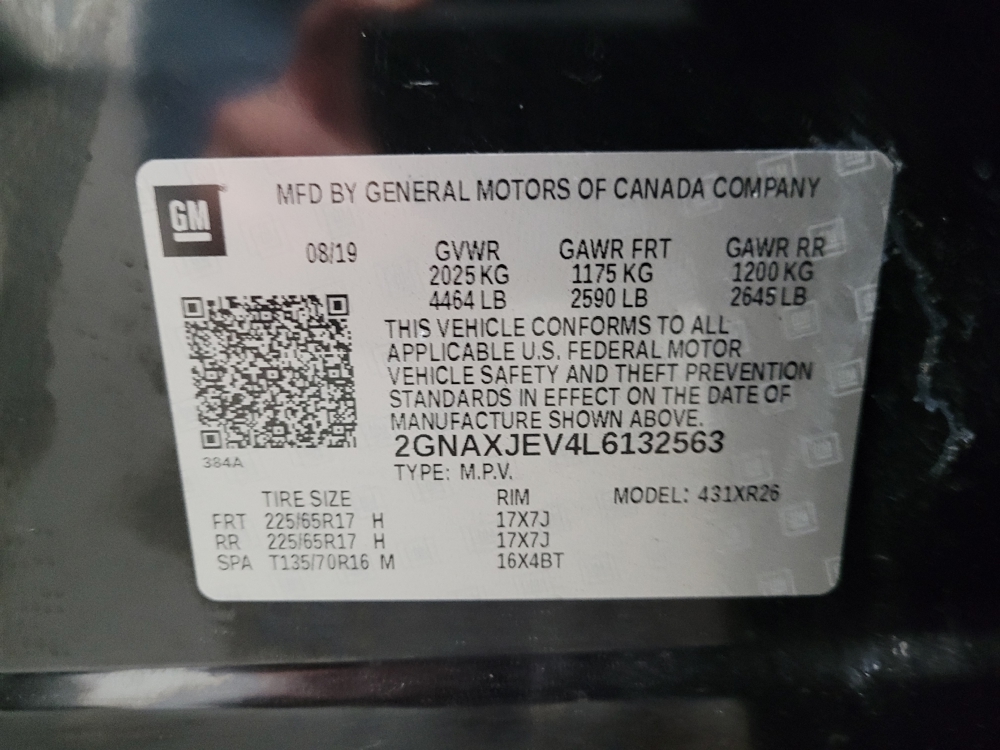 GM
MFD BY GENERAL MOTORS OF CANADA COMPANY
08/19 GVWR GAWR FRT GAWR RR
2025 KG 1175 KG 1200 KG
4464 LB 2590 LB 2645 LB
THIS VEHICLE CONFORMS TO ALL
APPLICABLE U.S. FEDERAL MOTOR
VEHICLE SAFETY AND THEFT PREVENTION
STANDARDS IN EFFECT ON THE DATE OF
MANUFACTURE SHOWN ABOVE.
2GNAXJEV4L6132563
384A
TYPE: M.P.V.
TIRE SIZE RIM MODEL: 431XR26
FRT 225/65R17 H 17X7J
RR 225/65R17 H 17X7J
SPA T135/70R16 M 16X4BT